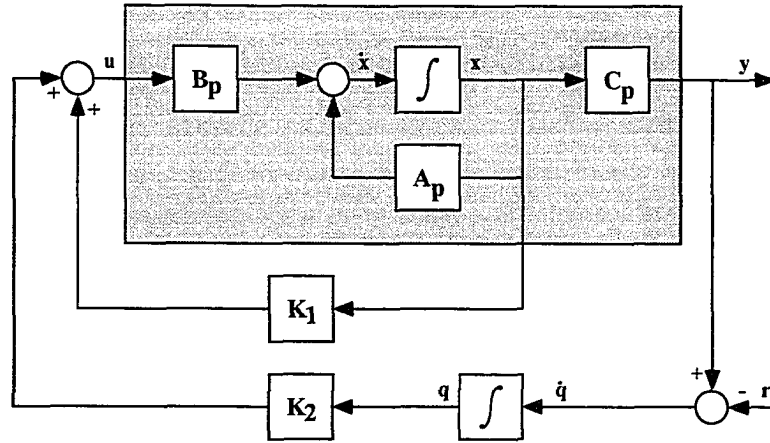 u
B_p
ẋ
∫
x
C_p
y
+
+
A_p
K_1
+
-
r
K_2
q
∫
q̇